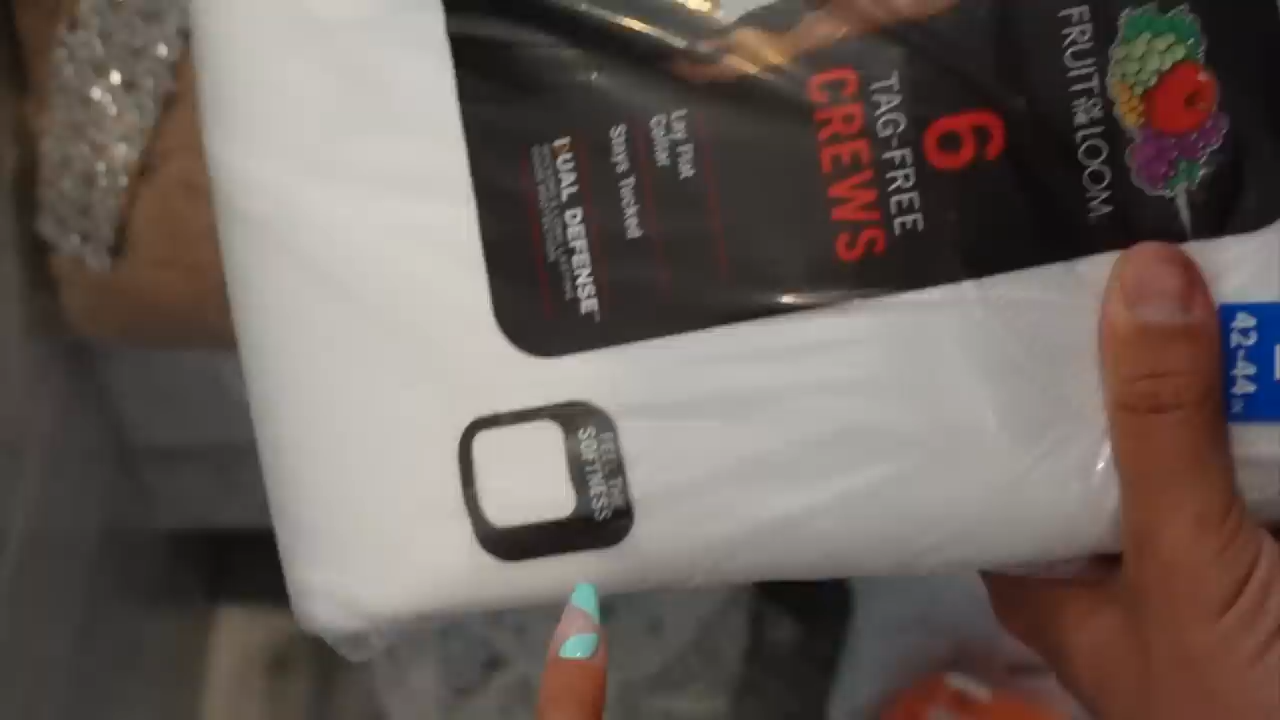 FRUIT OF THE LOOM
6
TAG-FREE
CREWS
Lay Flat
Collar
Stays Tucked
DUAL DEFENSE™
FEEL THE
SOFTNESS
42-44